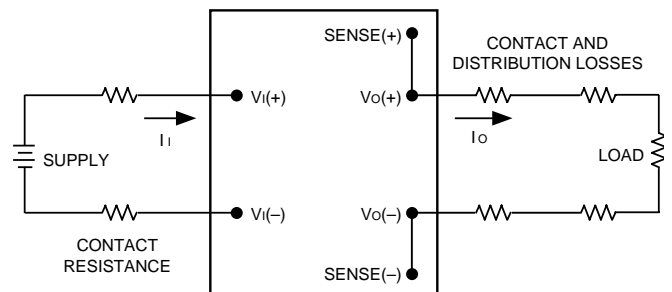 SENSE(+)
CONTACT AND
DISTRIBUTION LOSSES
VI(+)
VO(+)
II
IO
SUPPLY
LOAD
VI(–)
VO(–)
CONTACT
RESISTANCE
SENSE(–)